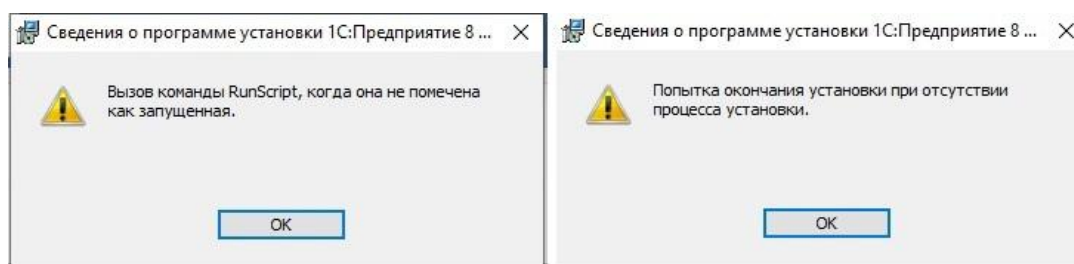 Сведения о программе установки 1С:Предприятие 8 ...
Вызов команды RunScript, когда она не помечена
как запущенная.
OK
Сведения о программе установки 1С:Предприятие 8 ...
Попытка окончания установки при отсутствии
процесса установки.
OK